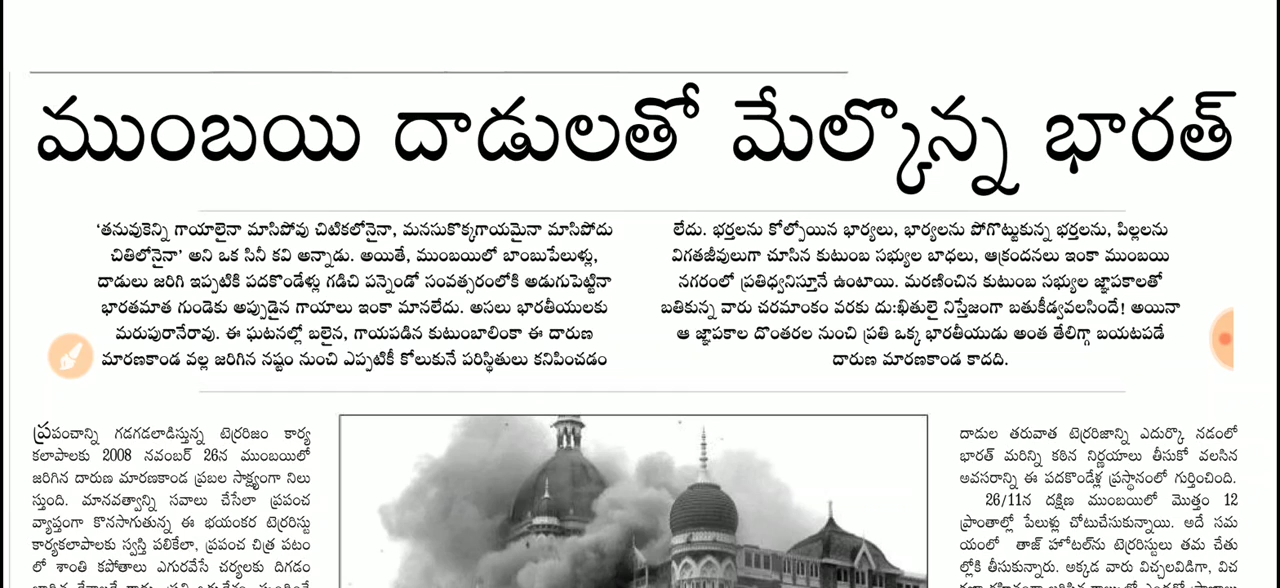 ముంబయి దాడులతో మేల్కొన్న భారత్
‘తనువుకెన్ని గాయాలైనా మాసిపోవు చిటికలోనైనా, మనసుకొక్కగాయమైనా మాసిపోదు
చితిలోనైనా’ అని ఒక సినీ కవి అన్నాడు. అయితే, ముంబయిలో బాంబుపేలుళ్లు,
దాడులు జరిగి ఇప్పటికి పదకొండేళ్లు గడిచి పన్నెండో సంవత్సరంలోకి అడుగుపెట్టినా
భారతమాత గుండెకు అప్పుడైన గాయాలు ఇంకా మానలేదు. అసలు భారతీయులకు
మరుపురానేరావు. ఈ ఘటనల్లో బలైన, గాయపడిన కుటుంబాలింకా ఈ దారుణ
మారణకాండ వల్ల జరిగిన నష్టం నుంచి ఎప్పటికీ కోలుకునే పరిస్థితులు కనిపించడం
లేదు. భర్తలను కోల్పోయిన భార్యలు, భార్యలను పోగొట్టుకున్న భర్తలను, పిల్లలను
విగతజీవులుగా చూసిన కుటుంబ సభ్యుల బాధలు, ఆక్రందనలు ఇంకా ముంబయి
నగరంలో ప్రతిధ్వనిస్తూనే ఉంటాయి. మరణించిన కుటుంబ సభ్యుల జ్ఞాపకాలతో
బతికున్న వారు చరమాంకం వరకు దు:ఖితులై నిస్తేజంగా బతుకీడ్వవలసిందే! అయినా
ఆ జ్ఞాపకాల దొంతరల నుంచి ప్రతి ఒక్క భారతీయుడు అంత తేలిగ్గా బయటపడే
దారుణ మారణకాండ కాదది.
ప్రపంచాన్ని గడగడలాడిస్తున్న టెర్రరిజం కార్య
కలాపాలకు 2008 నవంబర్ 26న ముంబయిలో
జరిగిన దారుణ మారణకాండ ప్రబల సాక్ష్యంగా నిలు
స్తుంది. మానవత్వాన్ని సవాలు చేసేలా ప్రపంచ
వ్యాప్తంగా కొనసాగుతున్న ఈ భయంకర టెర్రరిస్టు
కార్యకలాపాలకు స్వస్తి పలికేలా, ప్రపంచ చిత్ర పటం
లో శాంతి కపోతాలు ఎగురవేసే చర్యలకు దిగడం
దాడుల తరువాత టెర్రరిజాన్ని ఎదుర్కొ నడంలో
భారత్ మరిన్ని కఠిన నిర్ణయాలు తీసుకో వలసిన
అవసరాన్ని ఈ పదకొండేళ్ల ప్రస్థానంలో గుర్తించింది.
26/11న దక్షిణ ముంబయిలో మొత్తం 12
ప్రాంతాల్లో పేలుళ్లు చోటుచేసుకున్నాయి. అదే సమ
యంలో తాజ్ హోటల్‌ను టెర్రరిస్టులు తమ చేతు
ల్లోకి తీసుకున్నారు. అక్కడ వారు విచ్చలవిడిగా, విచ